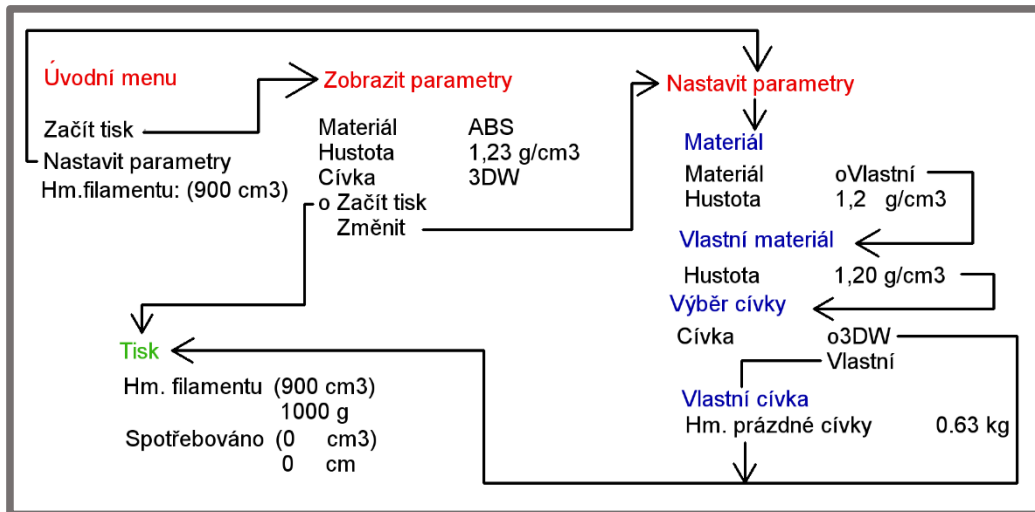 Úvodní menu
Začít tisk
Nastavit parametry
Hm.filamentu: (900 cm3)
Zobrazit parametry
Materiál ABS
Hustota 1,23 g/cm3
Cívka 3DW
o Začít tisk
Změnit
Nastavit parametry
Materiál
Materiál oVlastní
Hustota 1,2 g/cm3
Vlastní materiál
Hustota 1,20 g/cm3
Výběr cívky
Cívka o3DW
Vlastní
Vlastní cívka
Hm. prázdné cívky 0.63 kg
Tisk
Hm. filamentu (900 cm3)
1000 g
Spotřebováno (0 cm3)
0 cm